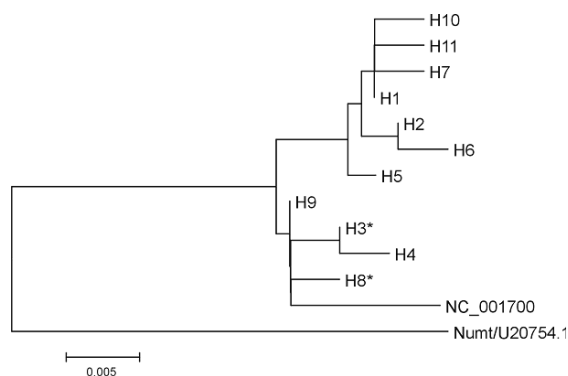 H10
H11
H7
H1
H2
H6
H5
H9
H3*
H4
H8*
NC_001700
Numt/U20754.1
0.005